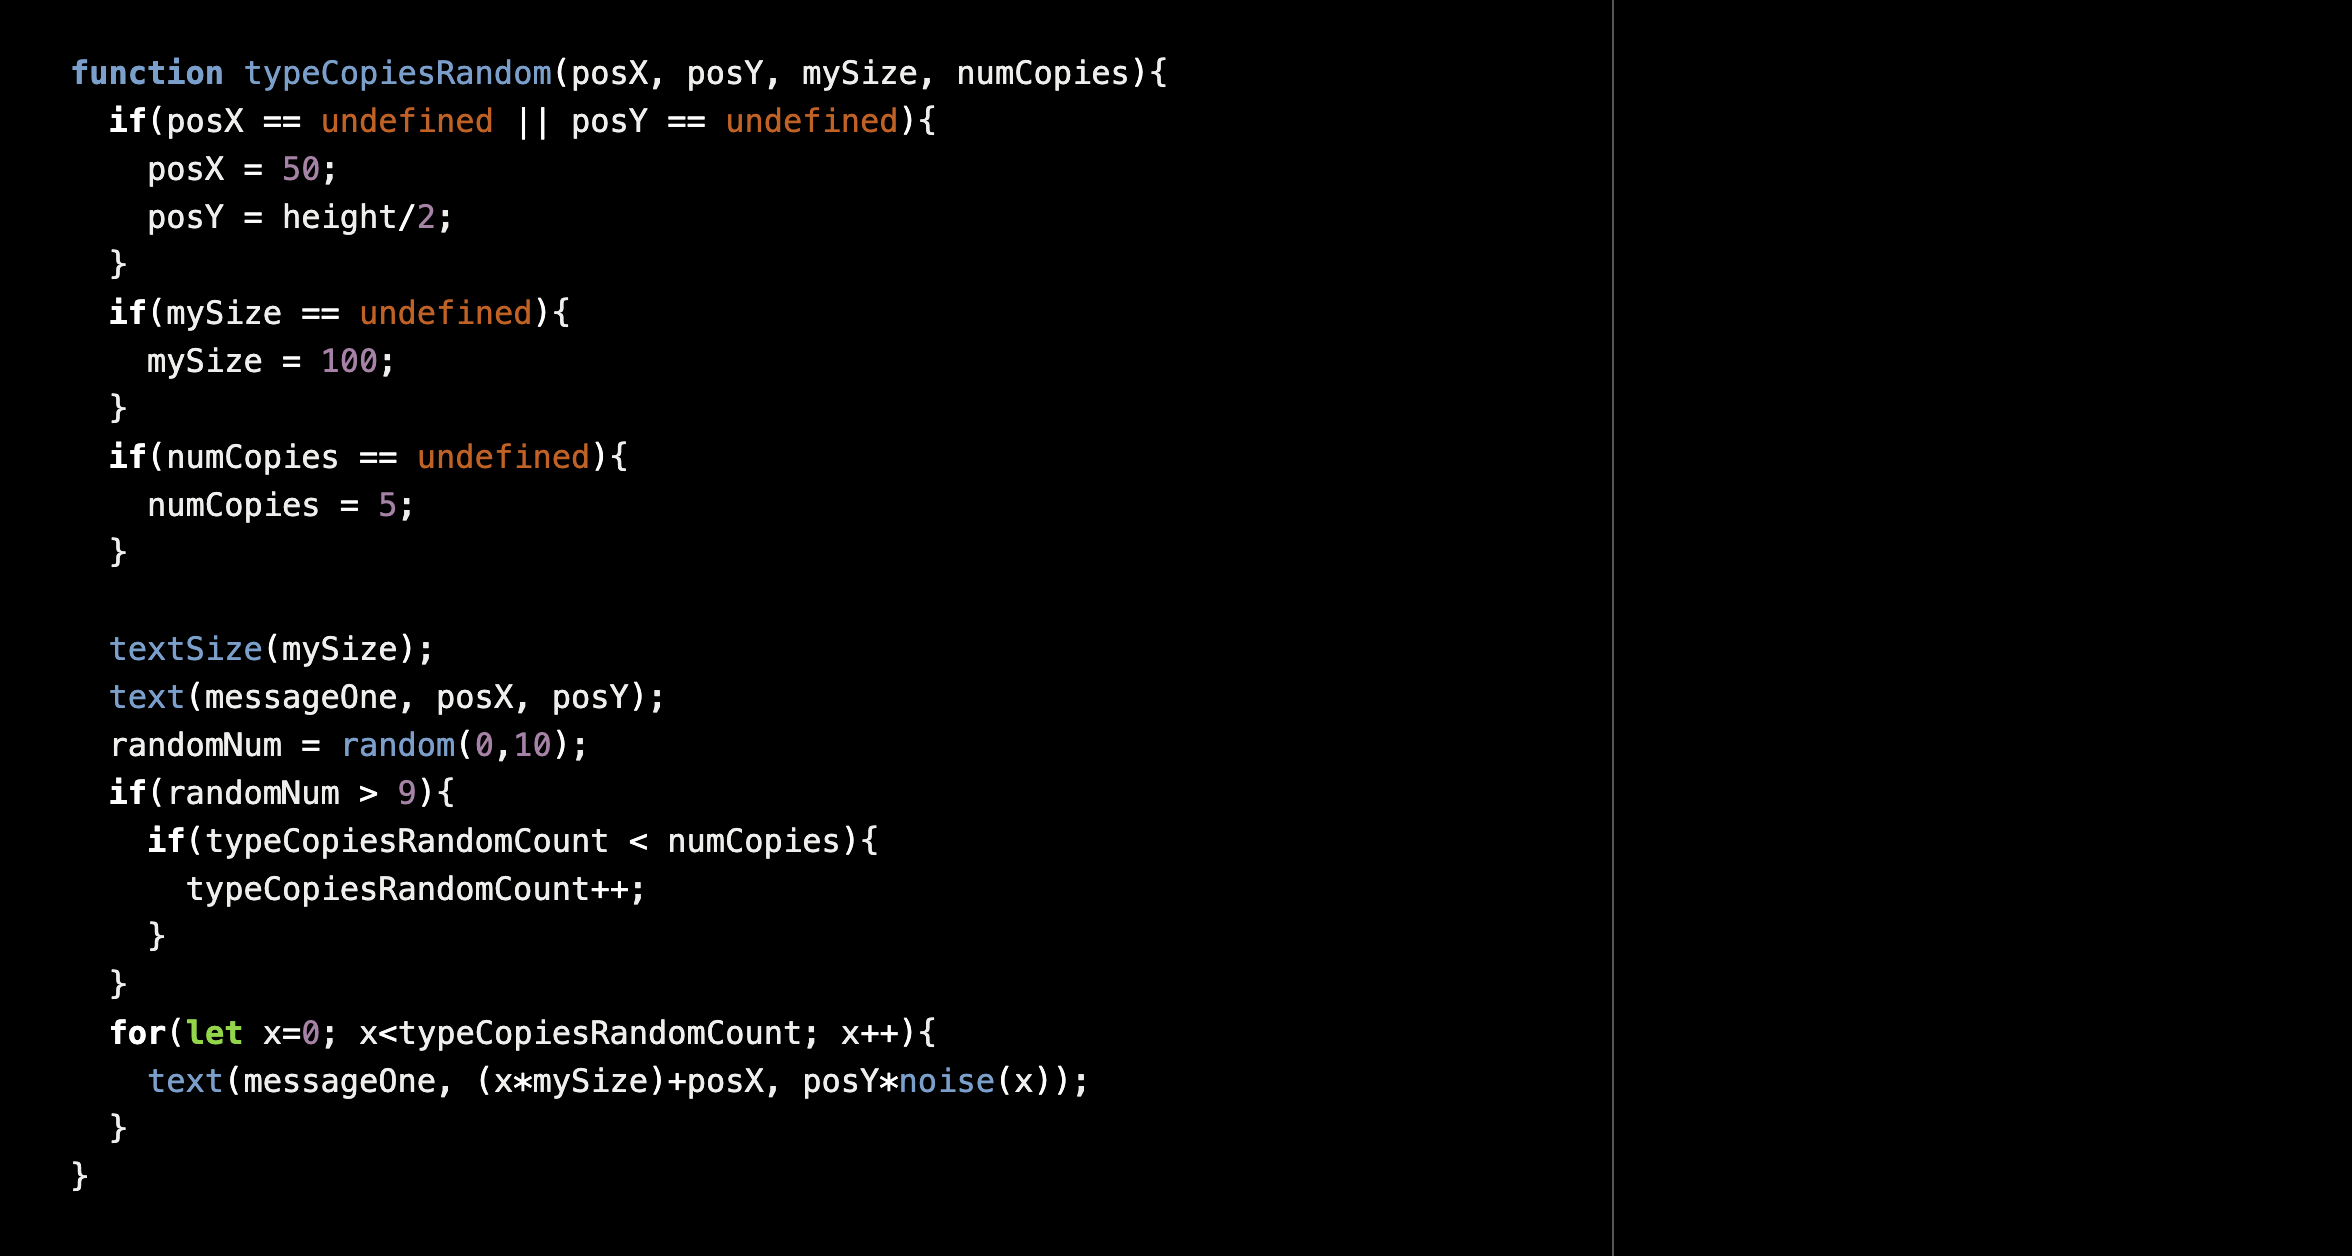 function typeCopiesRandom(posX, posY, mySize, numCopies){
  if(posX == undefined || posY == undefined){
    posX = 50;
    posY = height/2;
  }
  if(mySize == undefined){
    mySize = 100;
  }
  if(numCopies == undefined){
    numCopies = 5;
  }

  textSize(mySize);
  text(messageOne, posX, posY);
  randomNum = random(0,10);
  if(randomNum > 9){
    if(typeCopiesRandomCount < numCopies){
      typeCopiesRandomCount++;
    }
  }
  for(let x=0; x<typeCopiesRandomCount; x++){
    text(messageOne, (x*mySize)+posX, posY*noise(x));
  }
}